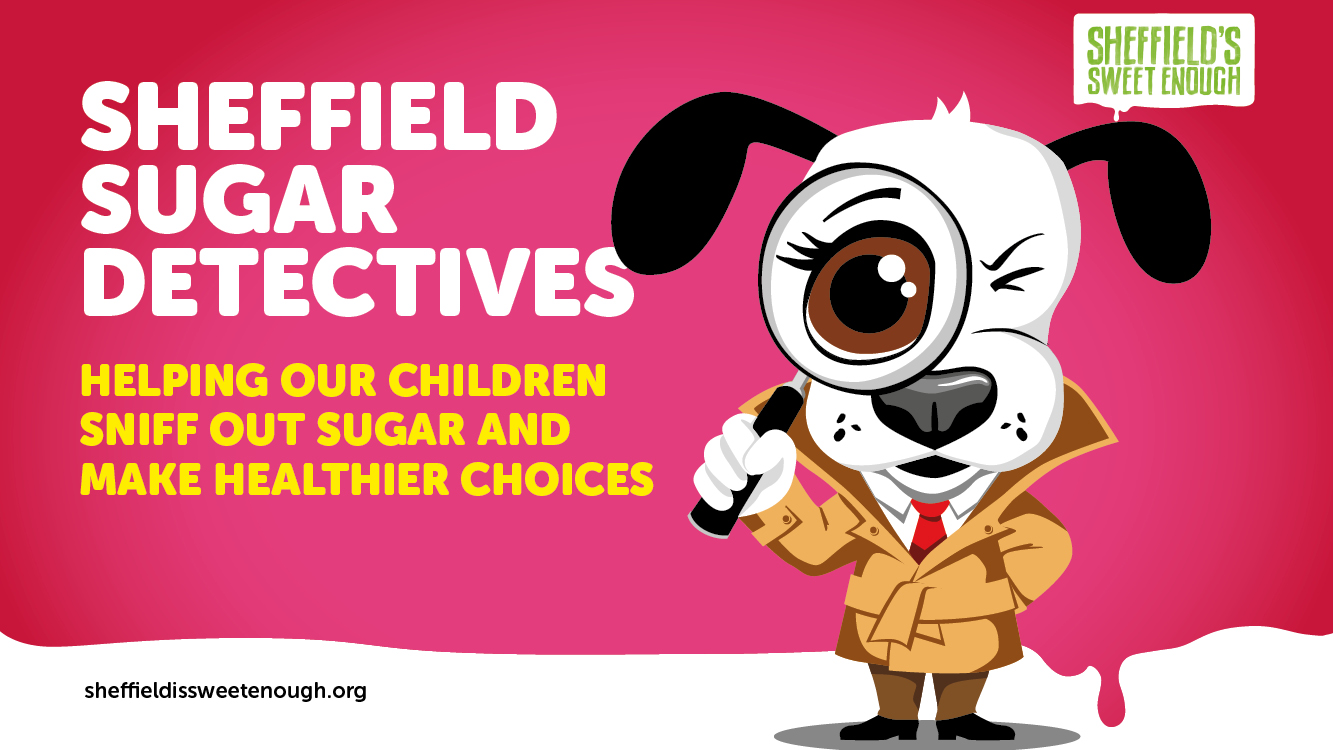 SHEFFIELD'S
SWEET ENOUGH
SHEFFIELD
SUGAR
DETECTIVES
HELPING OUR CHILDREN
SNIFF OUT SUGAR AND
MAKE HEALTHIER CHOICES
sheffieldissweetenough.org